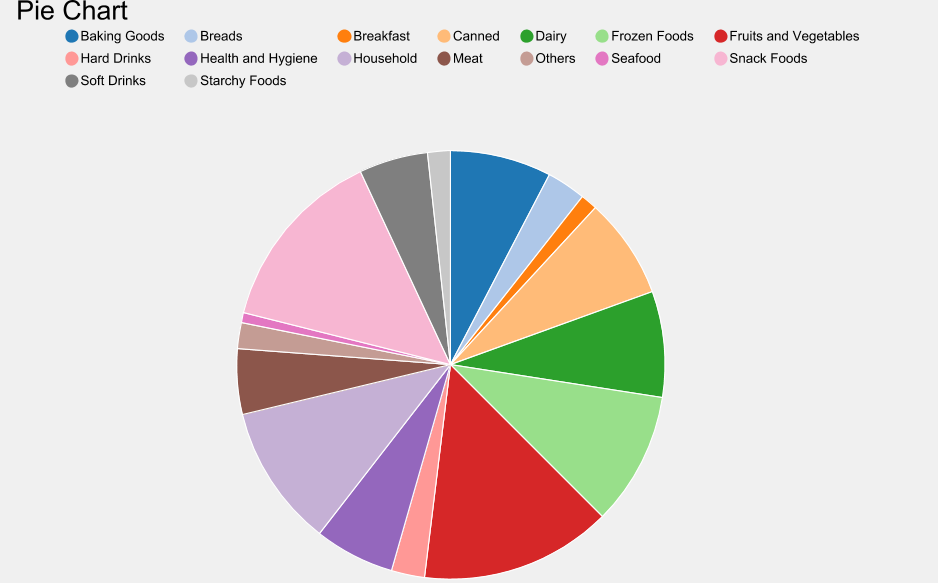 Pie Chart
Baking Goods Breads Breakfast Canned Dairy Frozen Foods Fruits and Vegetables
Hard Drinks Health and Hygiene Household Meat Others Seafood Snack Foods
Soft Drinks Starchy Foods